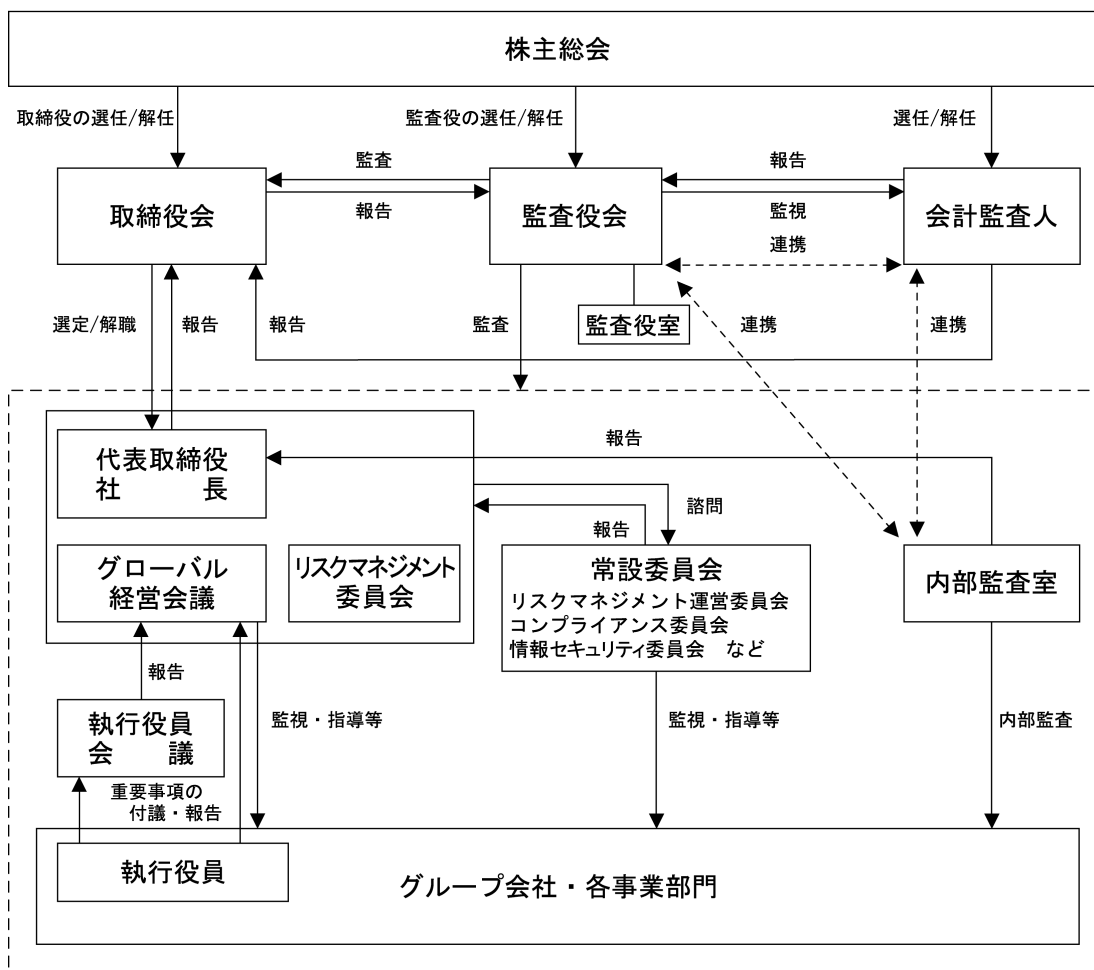 株主総会
取締役の選任/解任
監査役の選任/解任
選任/解任
監査
報告
取締役会
報告
監査役会
監視
会計監査人
連携
選定/解職
報告
報告
監査
監査役室
連携
連携
報告
代表取締役
社　　長
諮問
報告
グローバル
経営会議
リスクマネジメント
委員会
常設委員会
リスクマネジメント運営委員会
コンプライアンス委員会
情報セキュリティ委員会　など
内部監査室
報告
執行役員
会　　議
監視・指導等
監視・指導等
内部監査
重要事項の
付議・報告
執行役員
グループ会社・各事業部門